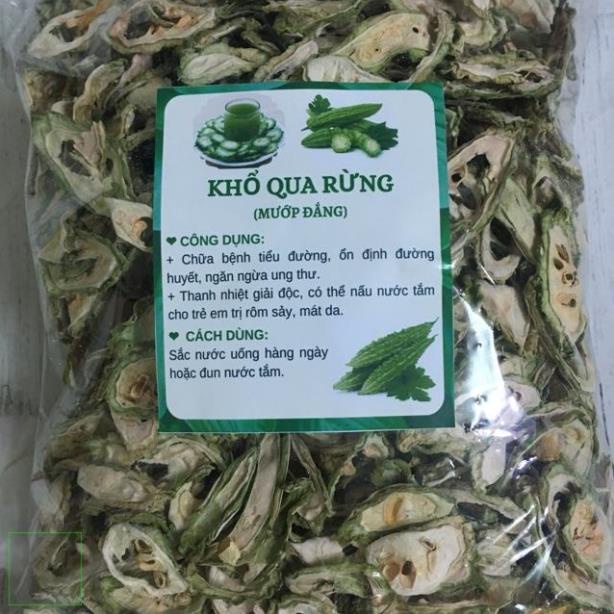 KHỔ QUA RỪNG
(MƯỚP ĐẮNG)
❤ CÔNG DỤNG:
+ Chữa bệnh tiểu đường, ổn định đường
huyết, ngăn ngừa ung thư.
+ Thanh nhiệt giải độc, có thể nấu nước tắm
cho trẻ em trị rôm sảy, mát da.
❤ CÁCH DÙNG:
Sắc nước uống hàng ngày
hoặc đun nước tắm.